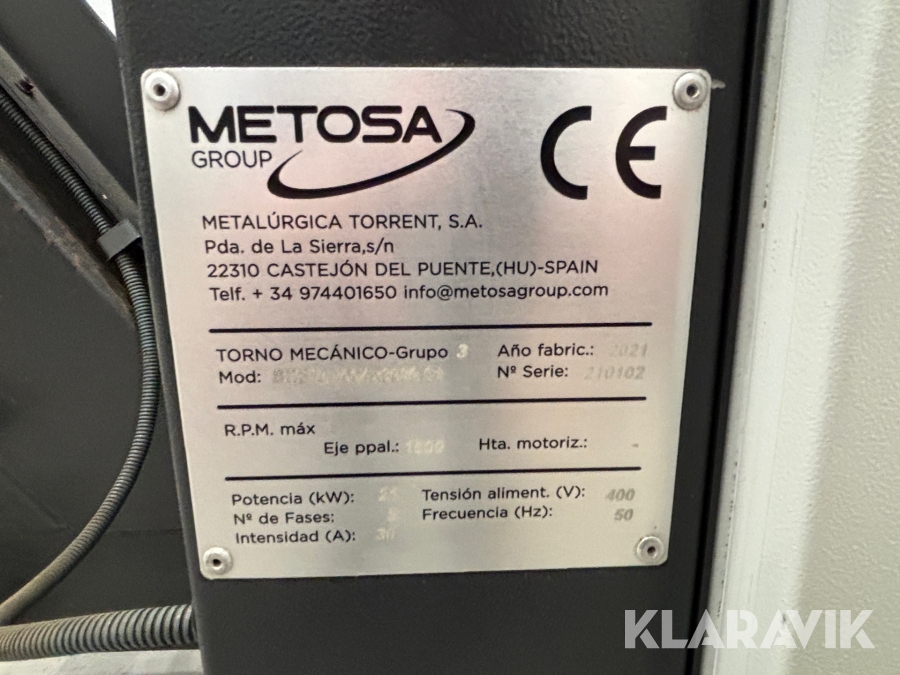 METOSA
GROUP
CE
METALÚRGICA TORRENT, S.A.
Pda. de La Sierra,s/n
22310 CASTEJÓN DEL PUENTE,(HU)-SPAIN
Telf. + 34 974401650 info@metosagroup.com
TORNO MECÁNICO-Grupo 3 Año fabric.: 2021
Mod: Nº Serie: 210102
R.P.M. máx
Eje ppal.: Hta. motoriz.: -
Potencia (kW): Tensión aliment. (V): 400
Nº de Fases: Frecuencia (Hz): 50
Intensidad (A):
KLARAVIK